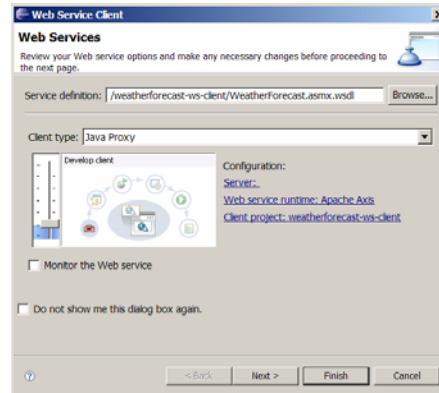 Web Service Client
Web Services
Review your Web service options and make any necessary changes before proceeding to
the next page.
Service definition: /weatherforecast-ws-client/WeatherForecast.asmx.wsdl Browse...
Client type: Java Proxy
Develop client
Configuration:
Server:
Web service runtime: Apache Axis
Client project: weatherforecast-ws-client
Monitor the Web service
Do not show me this dialog box again.
? < Back Next > Finish Cancel